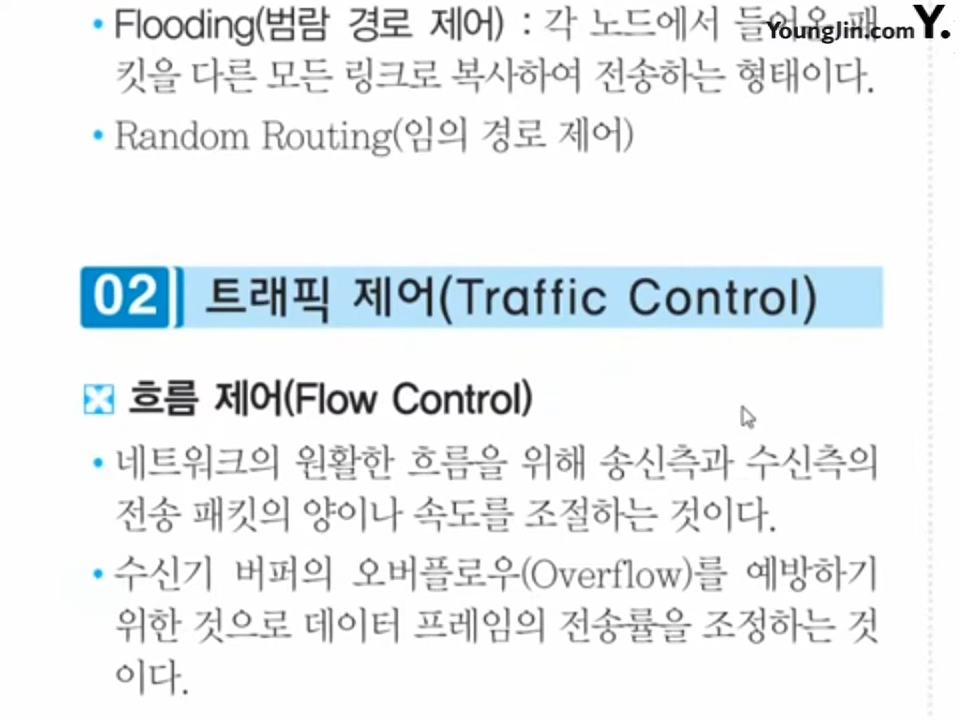 • Flooding(범람 경로 제어) : 각 노드에서 들어온 패
YoungJin.com Y.
킷을 다른 모든 링크로 복사하여 전송하는 형태이다.
• Random Routing(임의 경로 제어)
02 트래픽 제어(Traffic Control)
흐름 제어(Flow Control)
• 네트워크의 원활한 흐름을 위해 송신측과 수신측의
전송 패킷의 양이나 속도를 조절하는 것이다.
• 수신기 버퍼의 오버플로우(Overflow)를 예방하기
위한 것으로 데이터 프레임의 전송률을 조정하는 것
이다.